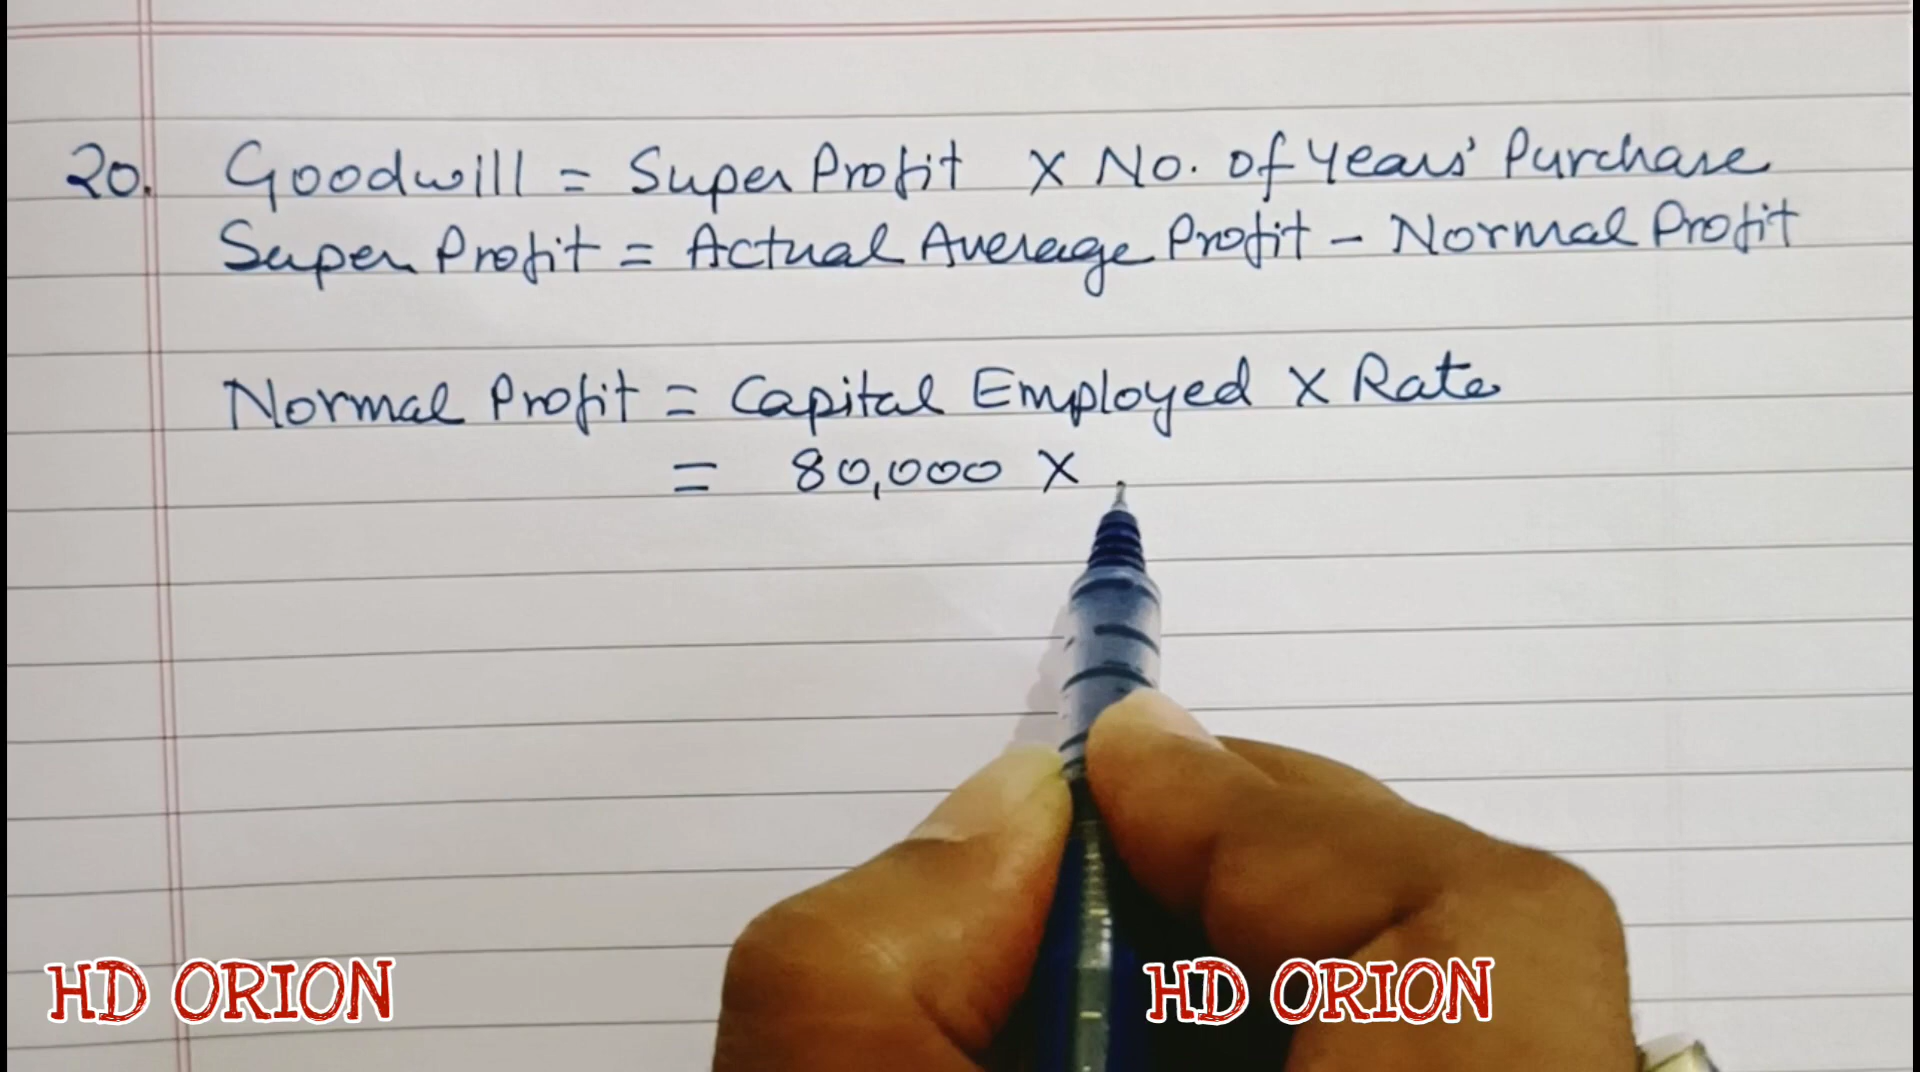 20. Goodwill = Super Profit X No. of Years' Purchase
Super Profit = Actual Average Profit - Normal Profit
Normal Profit = Capital Employed X Rate
= 80,000 X
HD ORION HD ORION